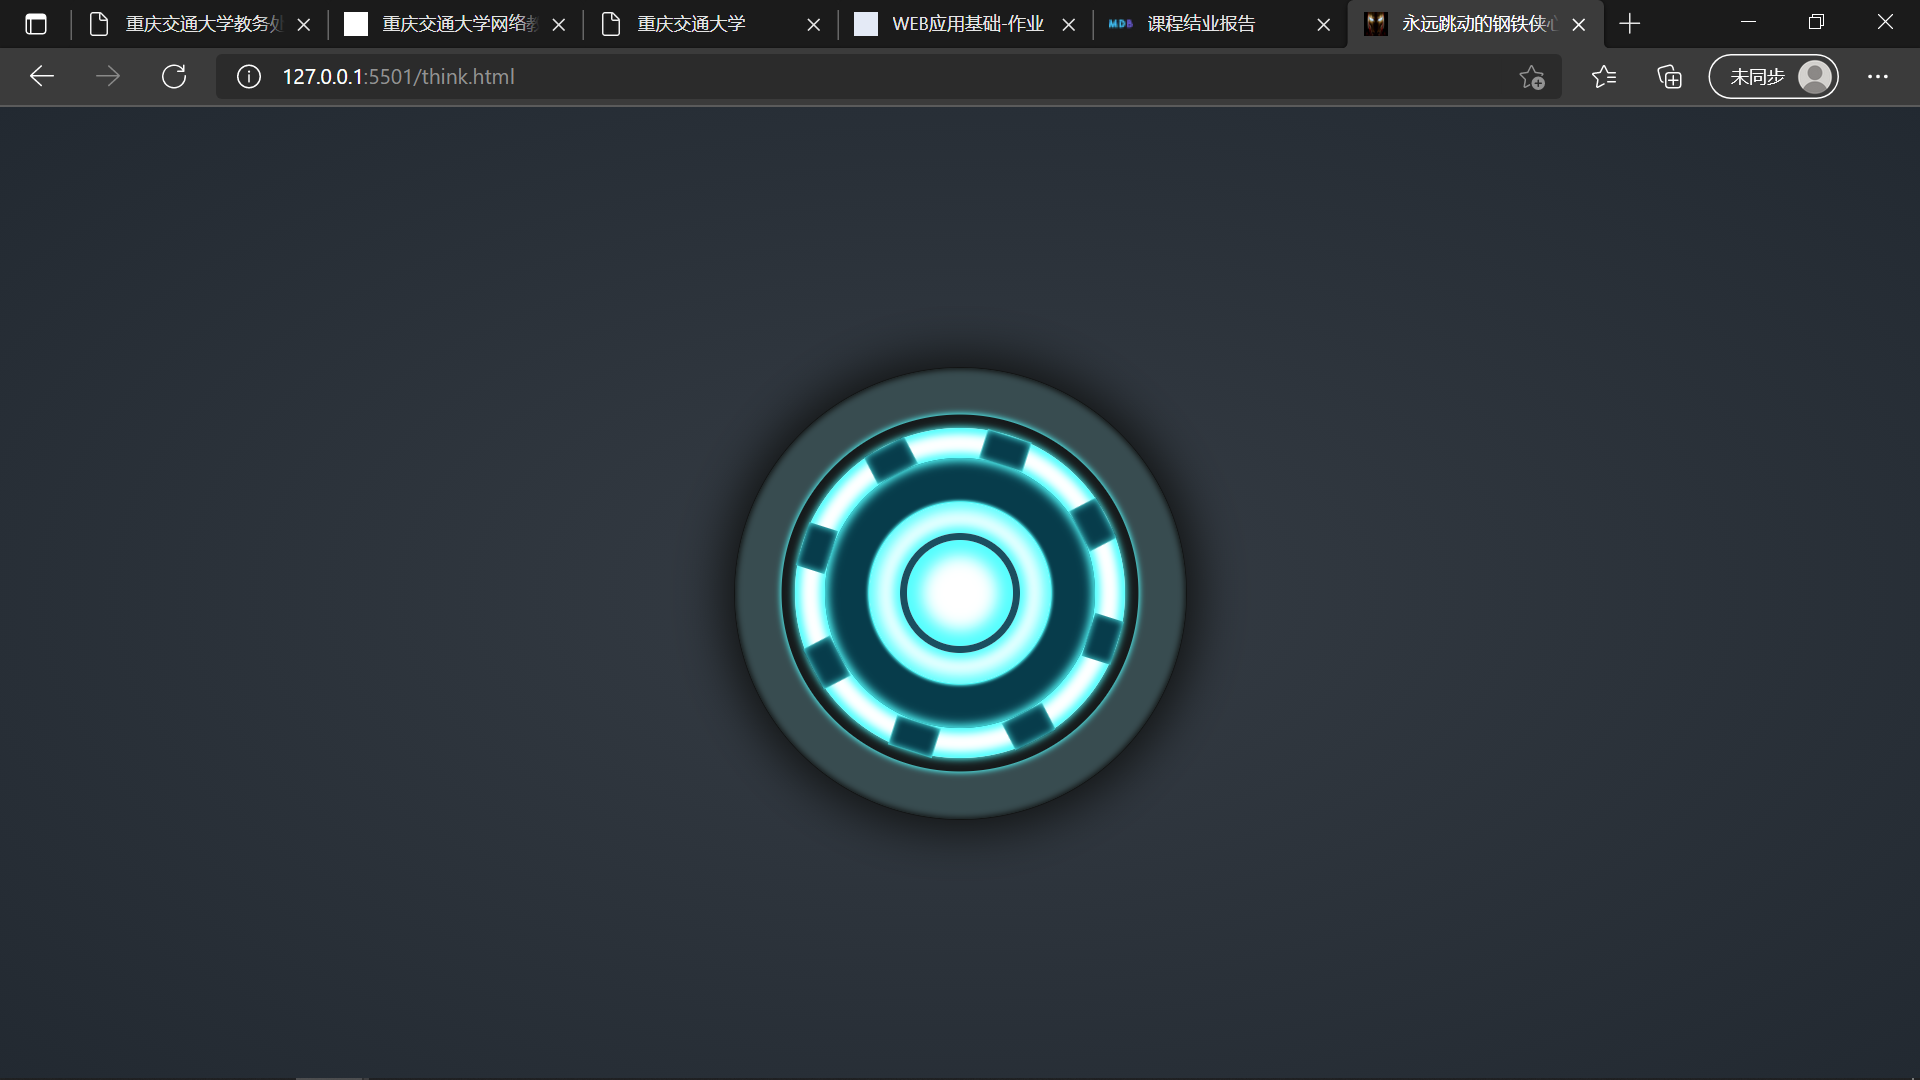 重庆交通大学教务处
重庆交通大学网络教
重庆交通大学
WEB应用基础-作业
MDB
课程结业报告
永远跳动的钢铁侠心
127.0.0.1:5501/think.html
未同步